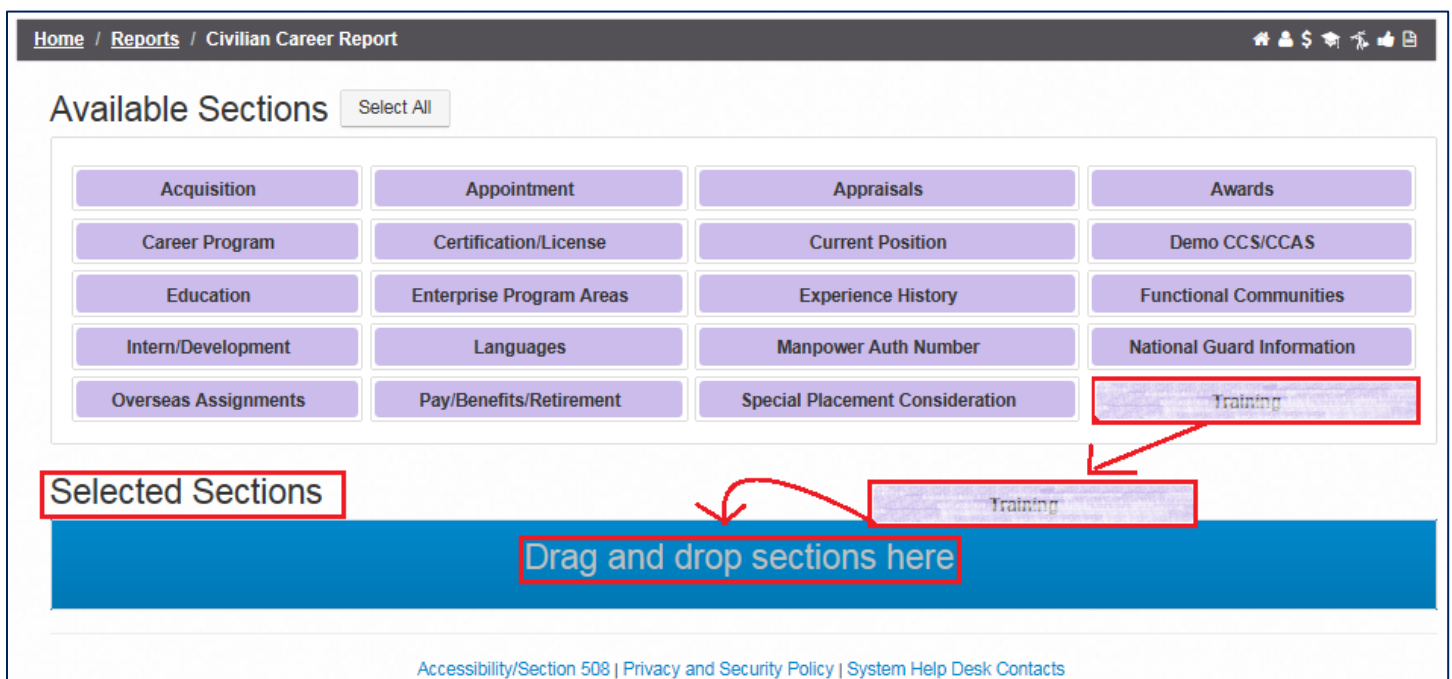 Home / Reports / Civilian Career Report
Available Sections Select All
Acquisition Appointment Appraisals Awards
Career Program Certification/License Current Position Demo CCS/CCAS
Education Enterprise Program Areas Experience History Functional Communities
Intern/Development Languages Manpower Auth Number National Guard Information
Overseas Assignments Pay/Benefits/Retirement Special Placement Consideration Training
Selected Sections Training
Drag and drop sections here
Accessibility/Section 508 | Privacy and Security Policy | System Help Desk Contacts